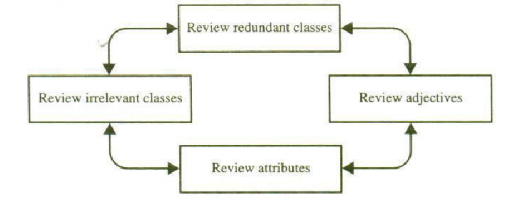 Review redundant classes
Review irrelevant classes
Review adjectives
Review attributes